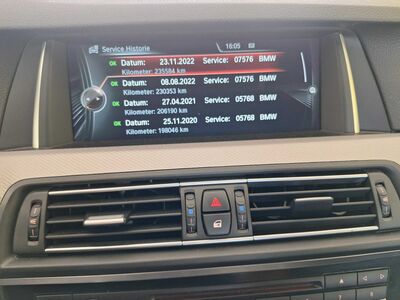 Service Historie
16:05
OK Datum: 23.11.2022 Service: 07576 BMW
Kilometer: 235584 km
OK Datum: 08.08.2022 Service: 07576 BMW
Kilometer: 230353 km
OK Datum: 27.04.2021 Service: 05768 BMW
Kilometer: 206190 km
OK Datum: 25.11.2020 Service: 05768 BMW
Kilometer: 198046 km